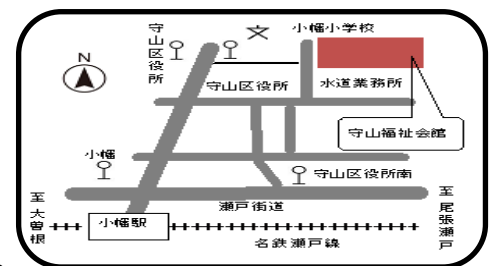 守山区役所
文
小幡小学校
N
守山区役所
水道業務所
守山福祉会館
小幡
守山区役所南
至大曽根
瀬戸街道
至尾張瀬戸
小幡駅
名鉄瀬戸線